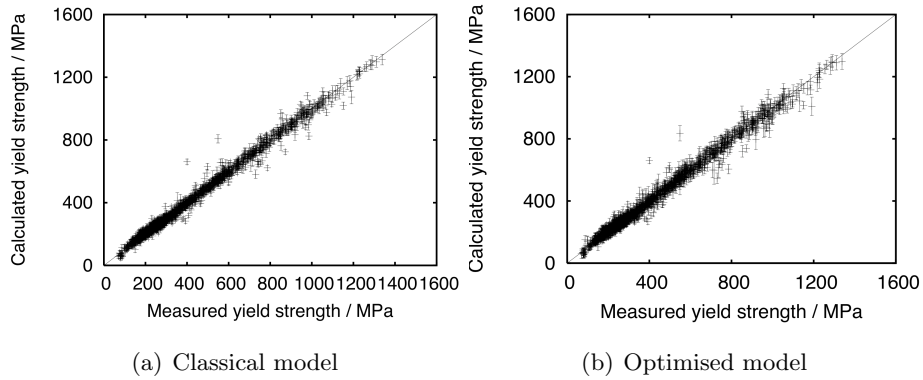 Calculated yield strength / MPa
1600
1200
800
400
0
0 200 400 600 800 1000 1200 1400 1600
Measured yield strength / MPa
(a) Classical model
Calculated yield strength / MPa
1600
1200
800
400
0
0 400 800 1200 1600
Measured yield strength / MPa
(b) Optimised model